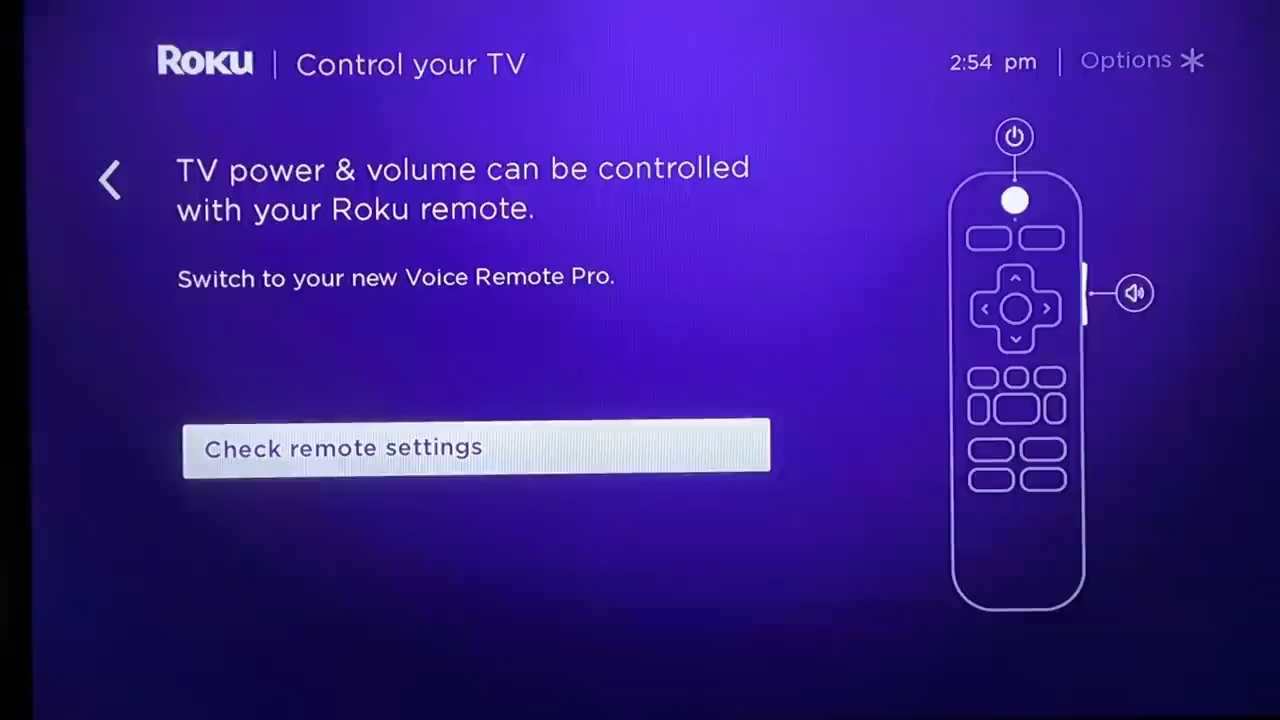 Roku | Control your TV
2:54 pm | Options
TV power & volume can be controlled
with your Roku remote.
Switch to your new Voice Remote Pro.
Check remote settings